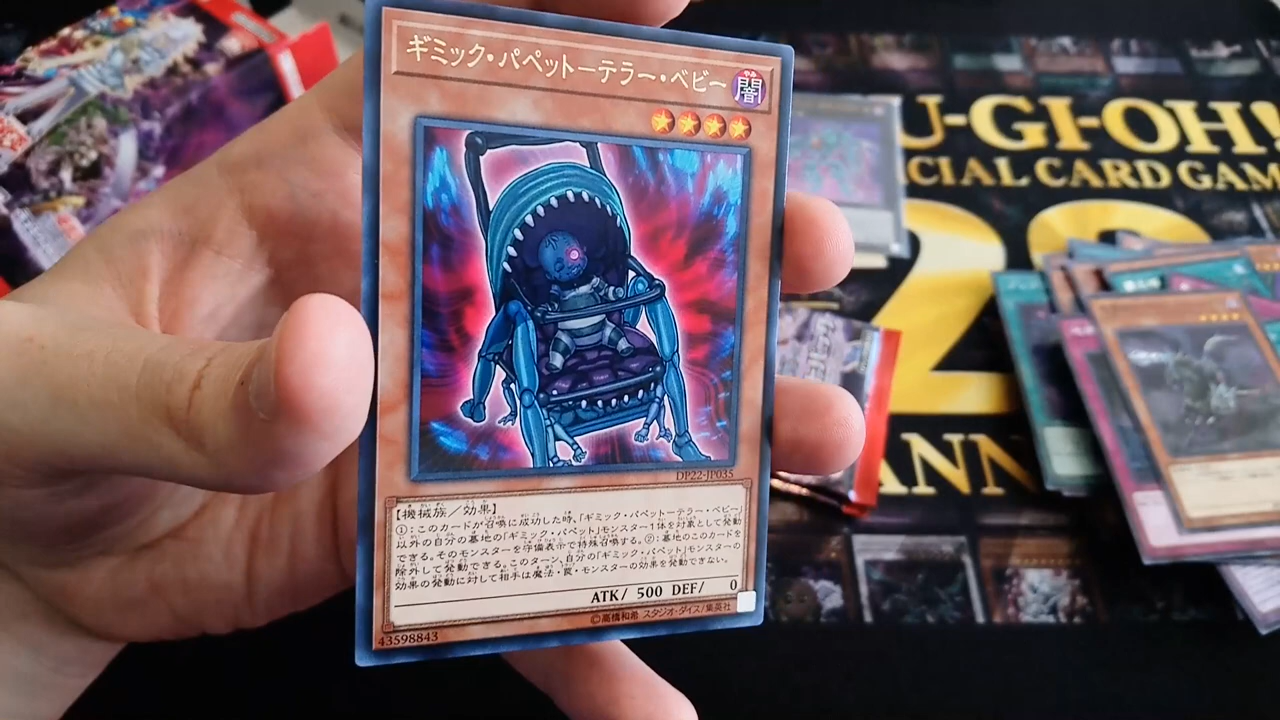 ギミック・パペットーテラー・ベビー
闇
やみ
DP22-JP035
【機械族／効果】
①：このカードが召喚に成功した時、「ギミック・パペットーテラー・ベビー」
以外の自分の墓地の「ギミック・パペット」モンスター1体を対象として発動
できる。そのモンスターを守備表示で特殊召喚する。②：墓地のこのカードを
除外して発動できる。このターン、自分の「ギミック・パペット」モンスターの
効果の発動に対して相手は魔法・罠・モンスターの効果を発動できない。
ATK/ 500 DEF/ 0
43598843
©高橋和希 スタジオ・ダイス/集英社
U-GI-OH!
CIAL CARD GAM
2
ANN